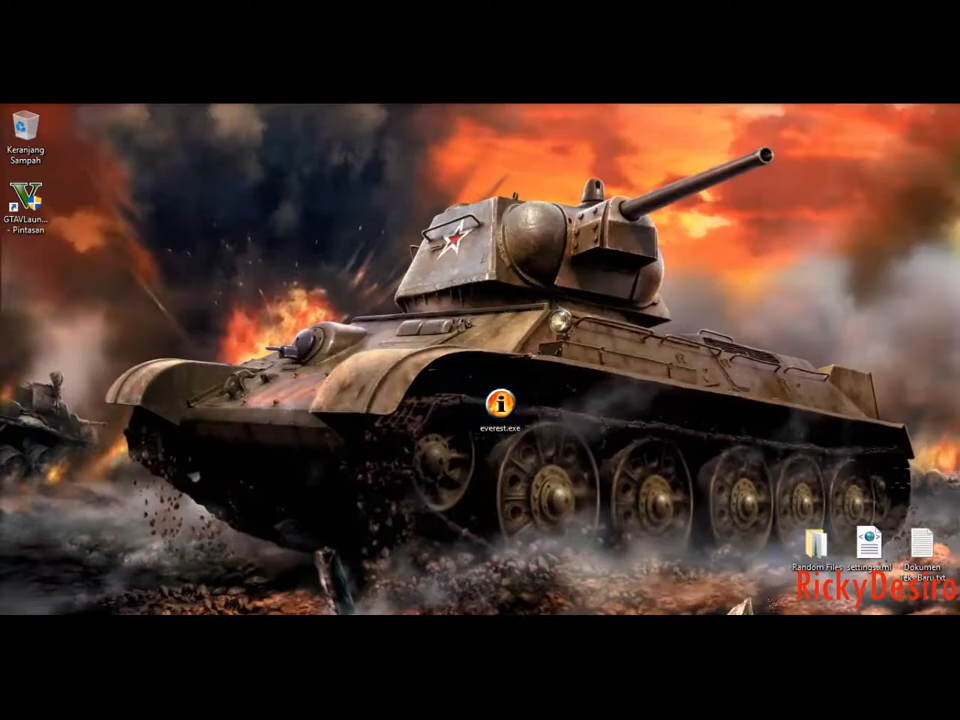 Keranjang
Sampah
GTAVLaun...
- Pintasan
everest.exe
Random Files
settings.xml
Dokumen
Teks Baru.txt
RickyDesiro